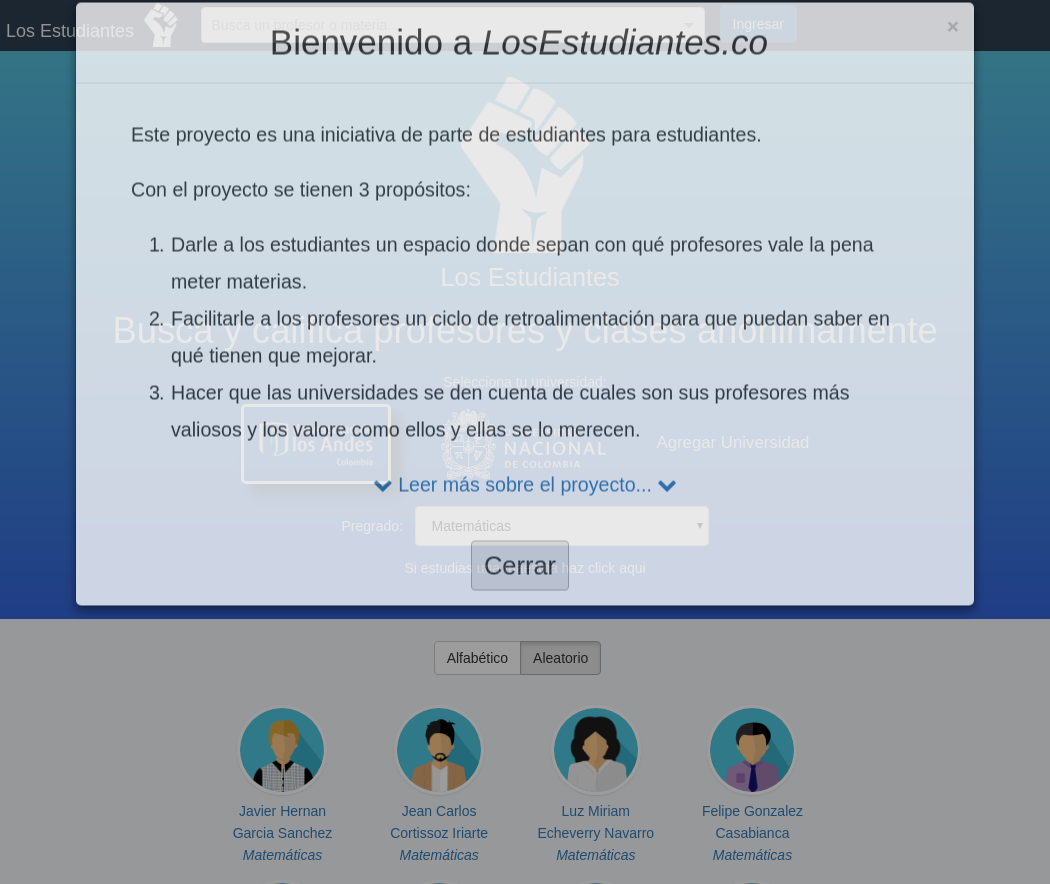 Los Estudiantes
Busca un profesor o materia
Ingresar
×
Bienvenido a LosEstudiantes.co
Este proyecto es una iniciativa de parte de estudiantes para estudiantes.
Con el proyecto se tienen 3 propósitos:
1. Darle a los estudiantes un espacio donde sepan con qué profesores vale la pena
meter materias.
Los Estudiantes
2. Facilitarle a los profesores un ciclo de retroalimentación para que puedan saber en
Busca y califica profesores y clases anónimamente
qué tienen que mejorar.
Selecciona tu universidad:
3. Hacer que las universidades se den cuenta de cuales son sus profesores más
valiosos y los valore como ellos y ellas se lo merecen.
los Andes
Colombia
NACIONAL
DE COLOMBIA
Agregar Universidad
Leer más sobre el proyecto...
Pregrado:
Matemáticas
Cerrar
Si estudias
haz click aqui
Alfabético
Aleatorio
Javier Hernan
Garcia Sanchez
Matemáticas
Jean Carlos
Cortissoz Iriarte
Matemáticas
Luz Miriam
Echeverry Navarro
Matemáticas
Felipe Gonzalez
Casabianca
Matemáticas